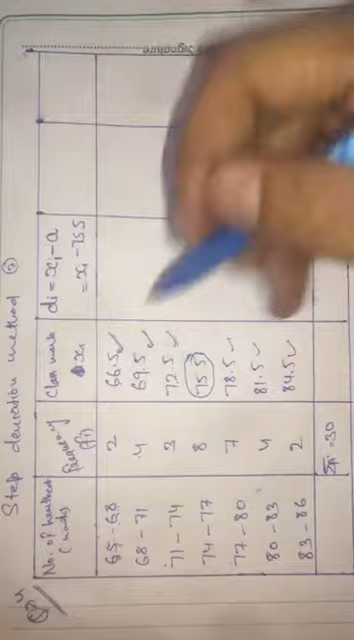 Signature
Step deviation method
No. of heartbeats frequency (fi) Class mark xi di = xi - a
= xi - 75.5
65-68 2 66.5 ✓
68-71 4 69.5 ✓
71-74 3 72.5 ✓
74-77 8 75.5
77-80 7 78.5 ✓
80-83 4 81.5 ✓
83-86 2 84.5 ✓
Σfi = 30